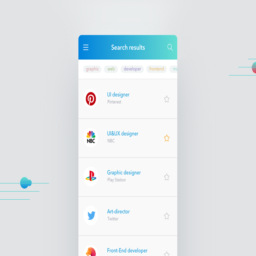 Search results
graphic web developer
UI designer
Pinterest
UI&UX designer
NBC
NBC
Graphic designer
Play Station
Art director
Twitter
Front-End developer